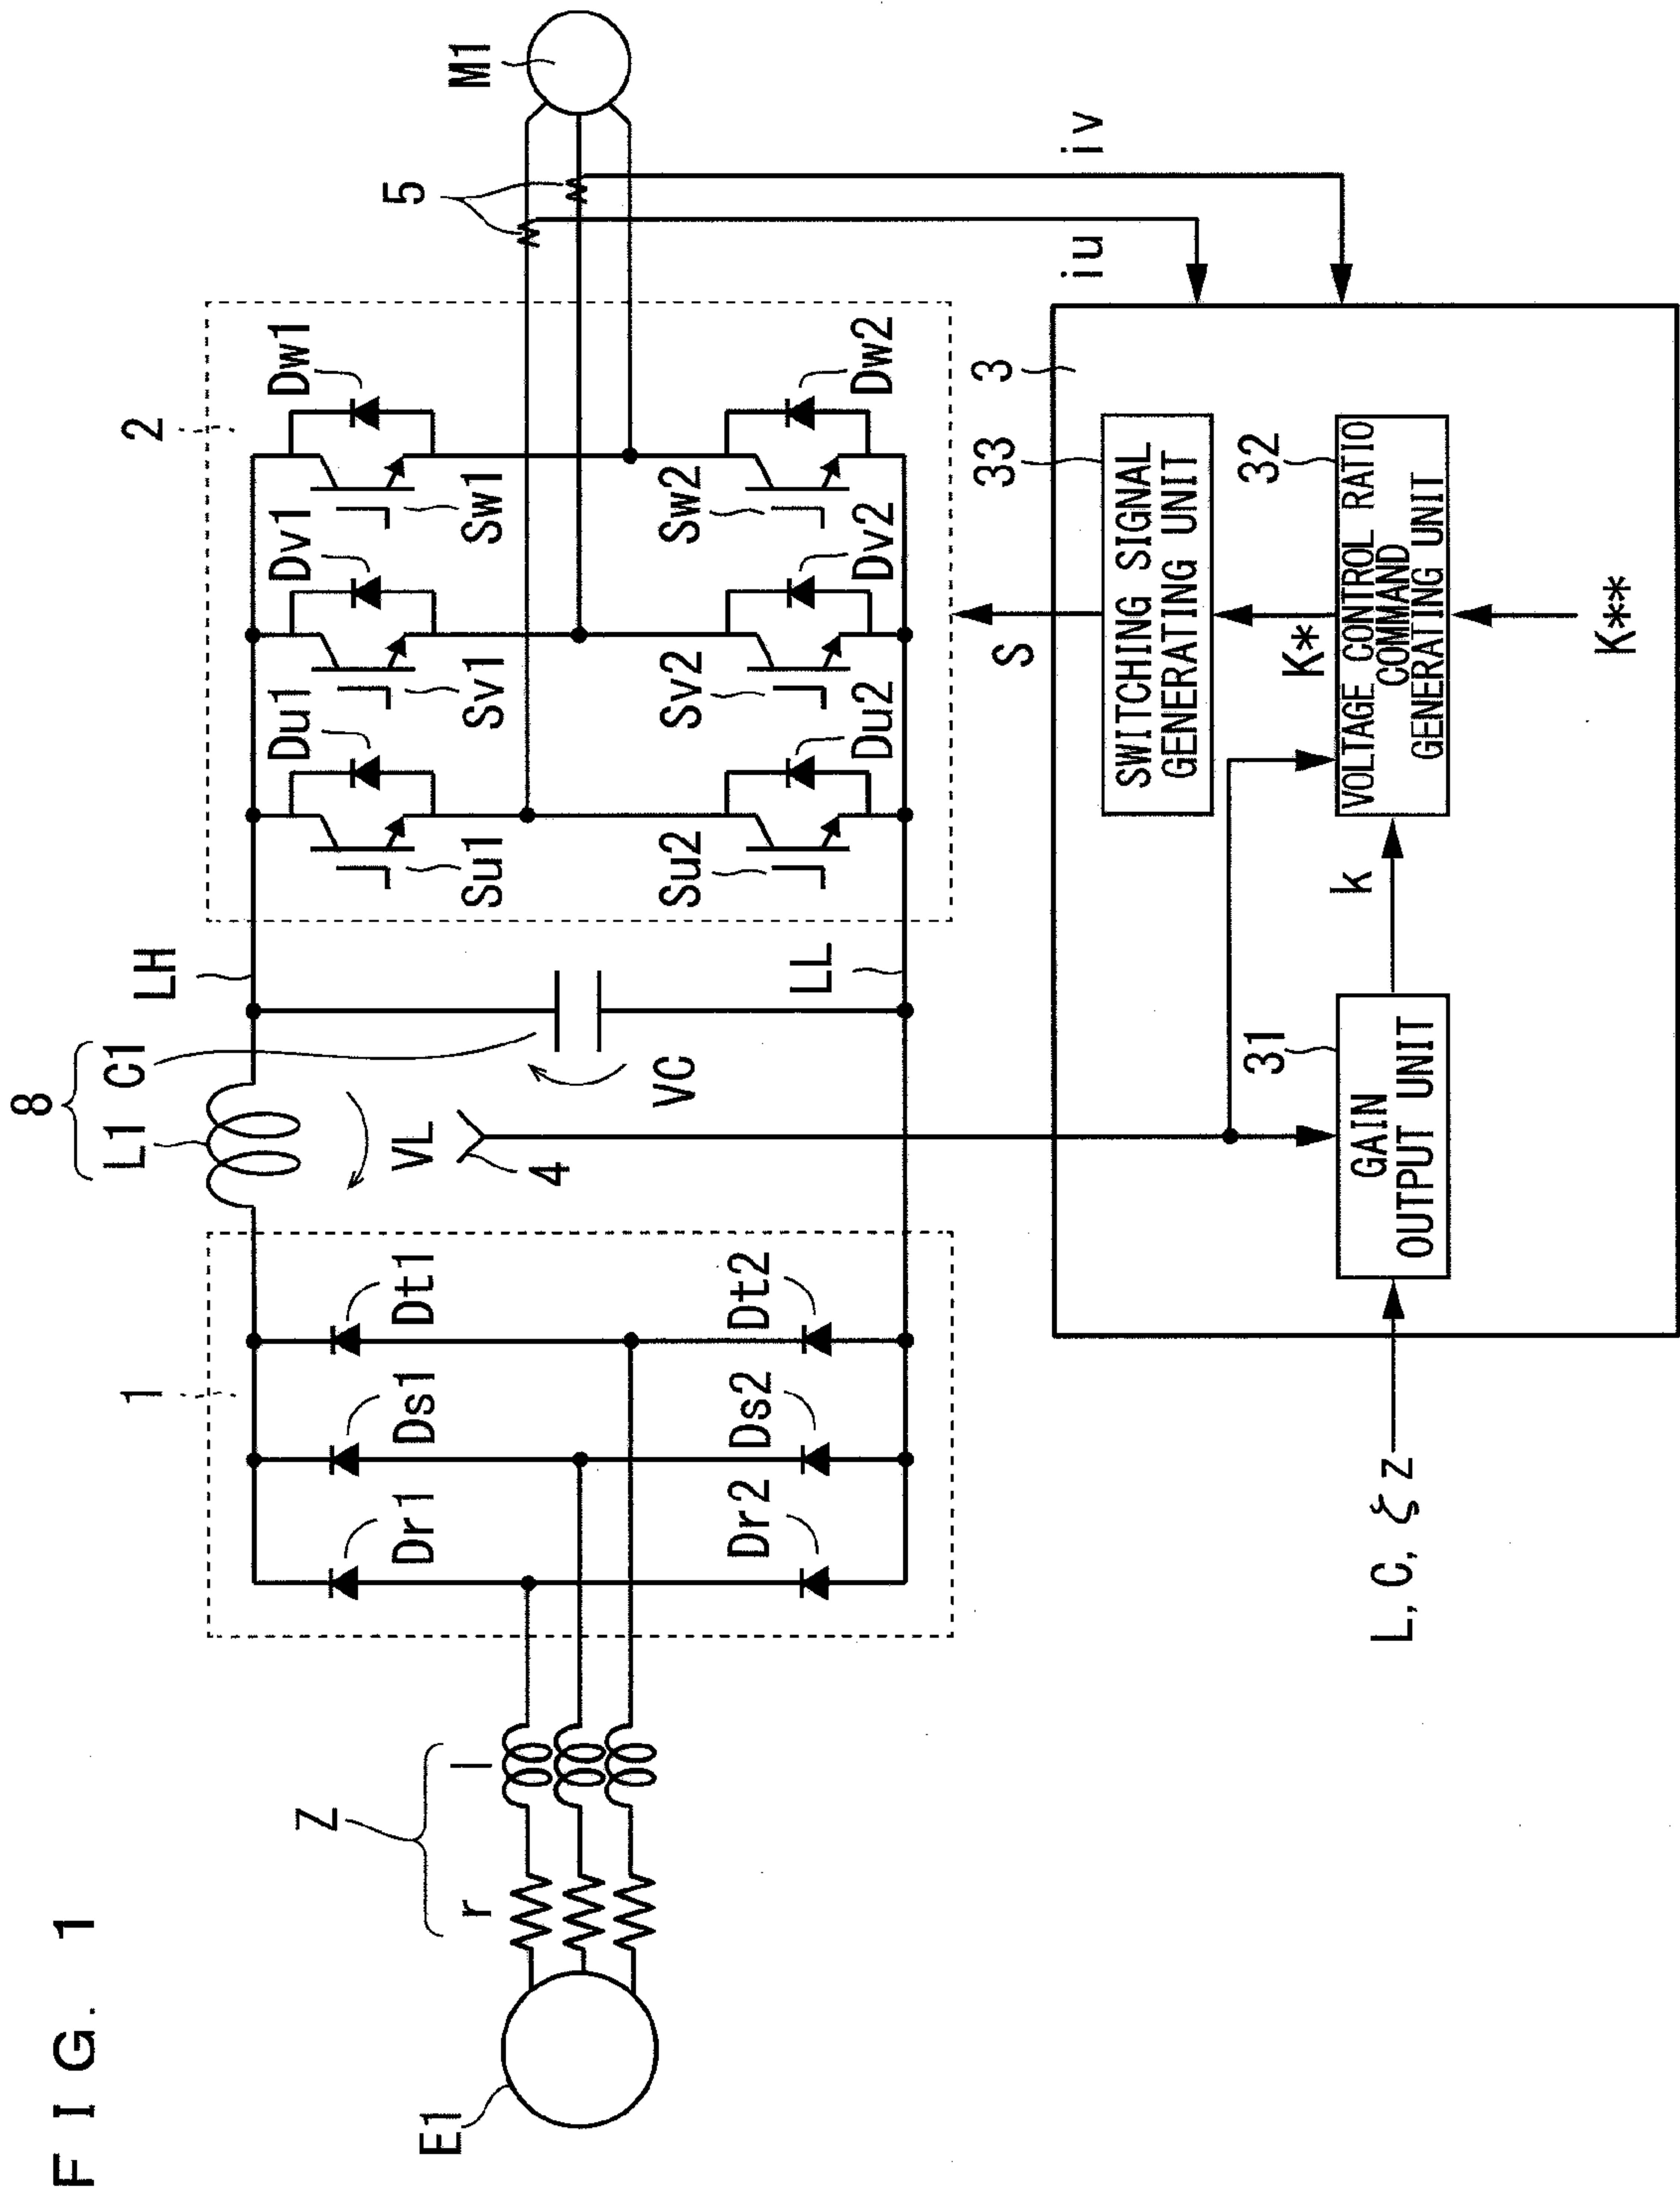 FIG. 1
8
L1 C1
LH
2
1
Dr1
Ds1
Dt1
VL
4
VC
LL
Du1
Dv1
Dw1
Su1
Sv1
Sw1
Su2
Sv2
Sw2
Du2
Dv2
Dw2
Dr2
Ds2
Dt2
Z
r
l
E1
M1
5
iu
iv
S
3
33
SWITCHING SIGNAL
GENERATING UNIT
K*
32
VOLTAGE CONTROL RATIO
COMMAND
GENERATING UNIT
K**
k
31
GAIN
OUTPUT UNIT
L, C, ζz